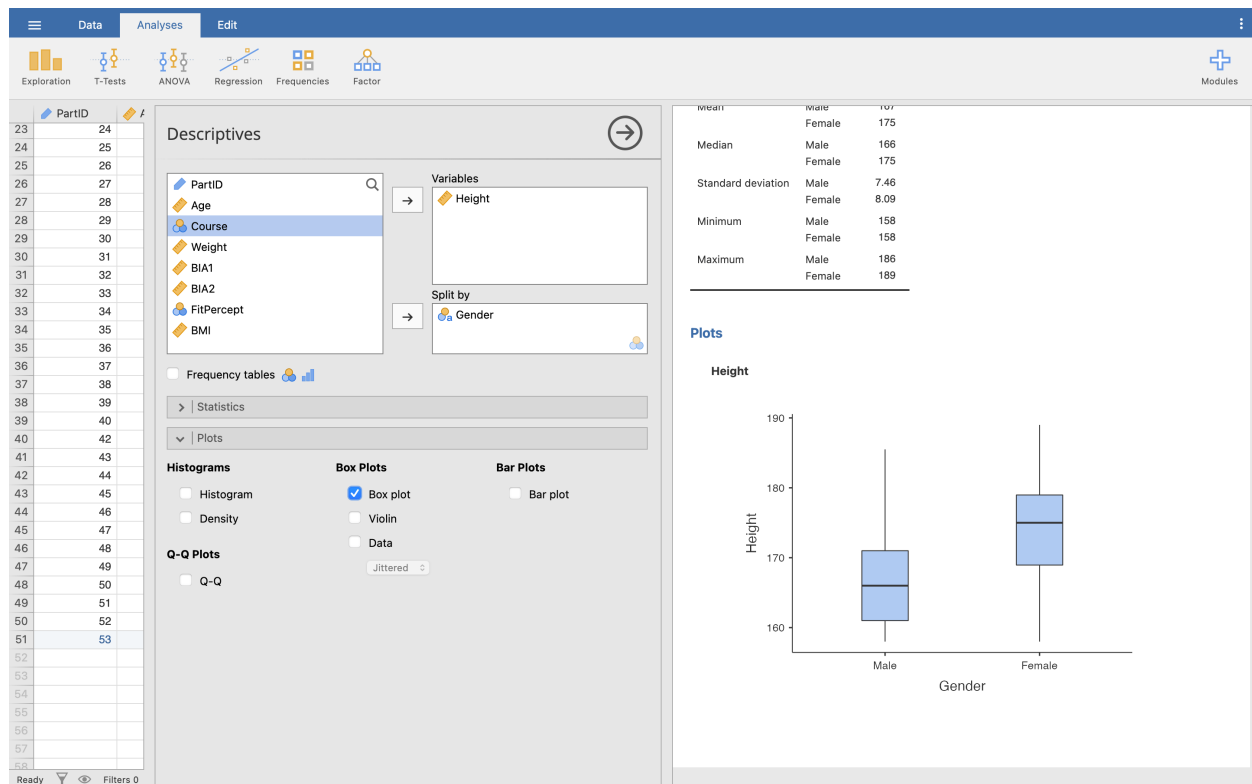 Data Analyses Edit
Exploration T-Tests ANOVA Regression Frequencies Factor Modules
PartID
23 24
24 25
25 26
26 27
27 28
28 29
29 30
30 31
31 32
32 33
33 34
34 35
35 36
36 37
37 38
38 39
39 40
40 42
41 43
42 44
43 45
44 46
45 47
46 48
47 49
48 50
49 51
50 52
51 53
52
53
54
55
56
57
58
Ready Filters 0
Descriptives
PartID
Age
Course
Weight
BIA1
BIA2
FitPercept
BMI
Variables
Height
Split by
Gender
Frequency tables
Statistics
Plots
Histograms Box Plots Bar Plots
Histogram Box plot Bar plot
Density Violin
Data
Q-Q Plots
Jittered
Q-Q
Mean Male 167
Female 175
Median Male 166
Female 175
Standard deviation Male 7.46
Female 8.09
Minimum Male 158
Female 158
Maximum Male 186
Female 189
Plots
Height
190
180
170
160
Height
Male Female
Gender